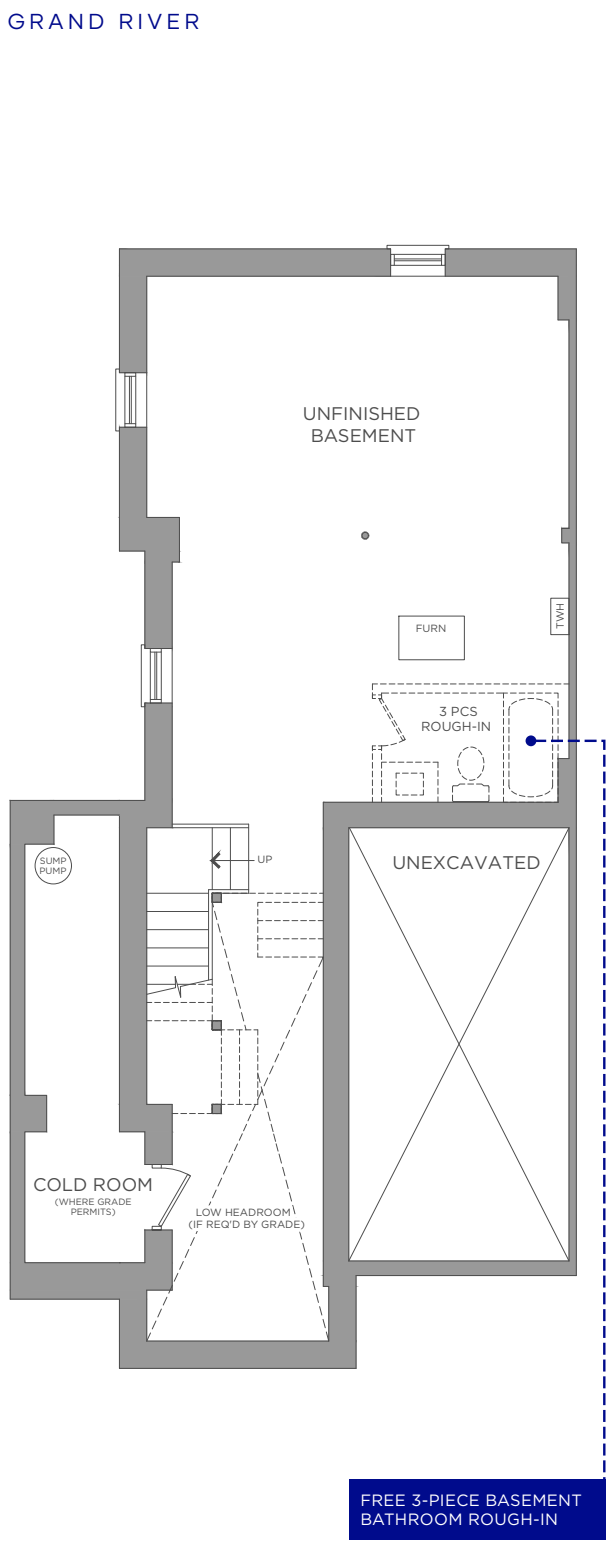 GRAND RIVER
UNFINISHED
BASEMENT
FURN
TWH
3 PCS
ROUGH-IN
UP
UNEXCAVATED
SUMP
PUMP
COLD ROOM
(WHERE GRADE
PERMITS)
LOW HEADROOM
(IF REQ'D BY GRADE)
FREE 3-PIECE BASEMENT
BATHROOM ROUGH-IN